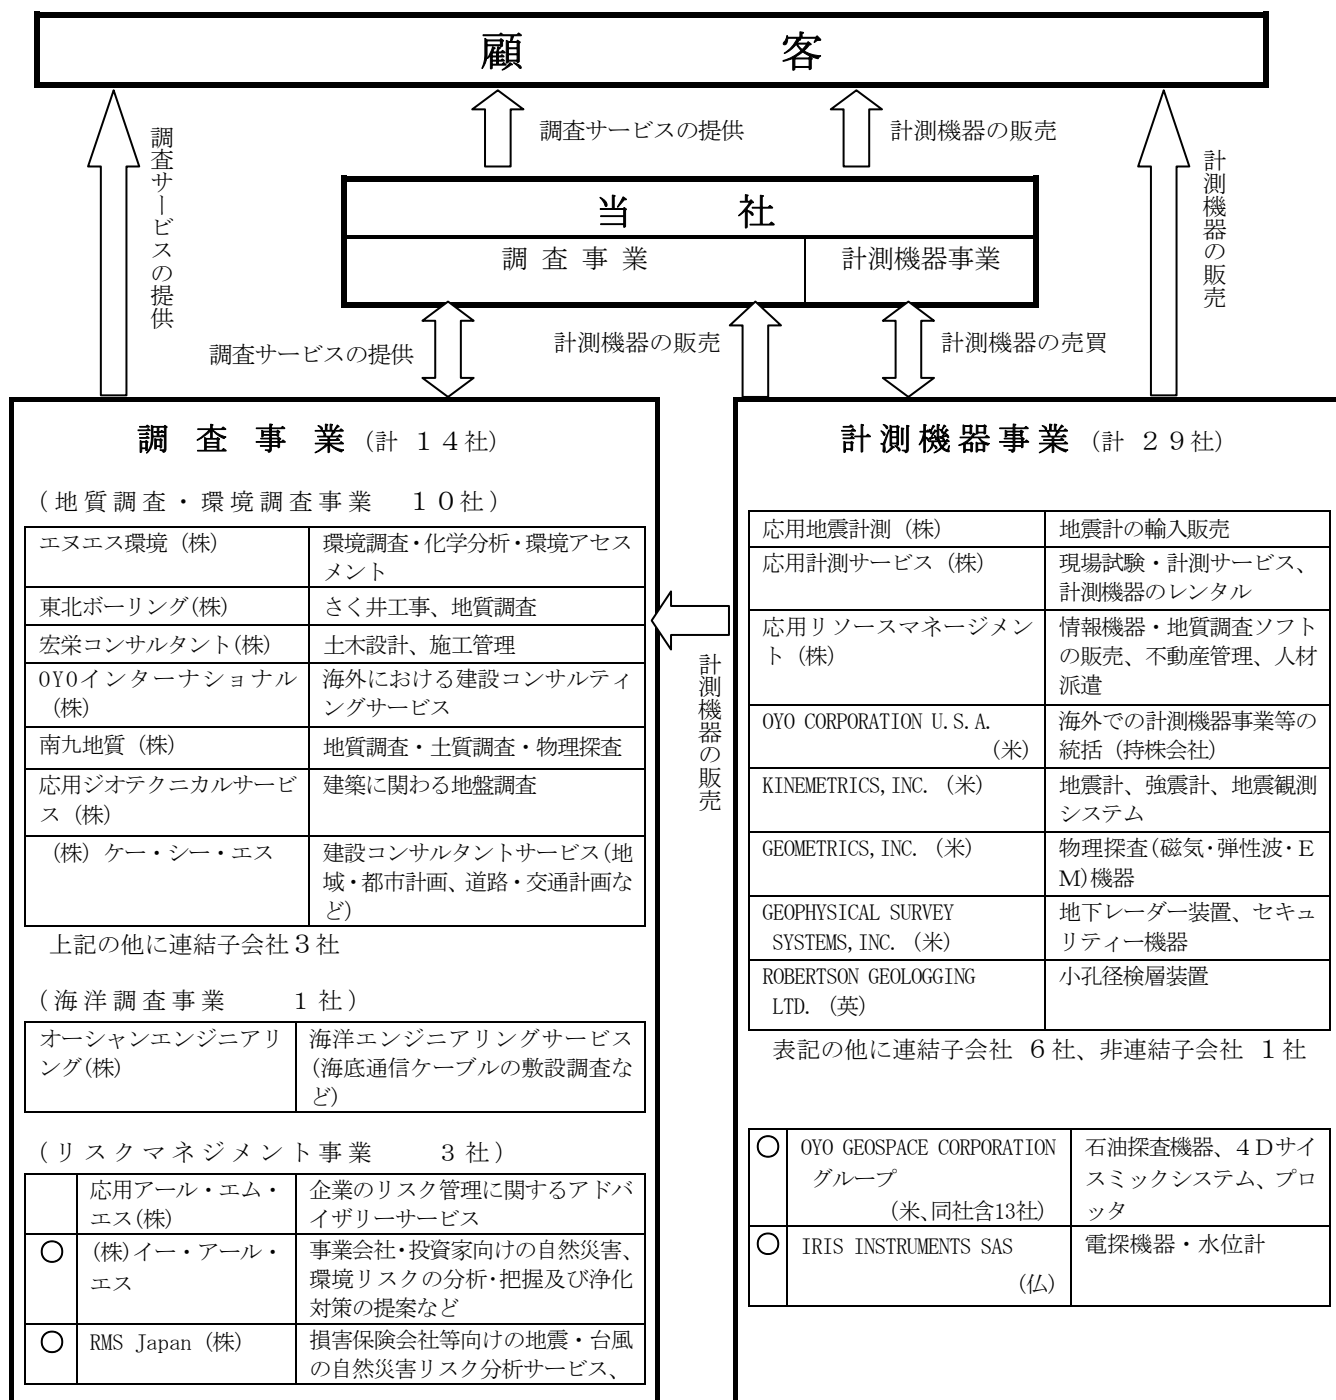 顧　客
調査サービスの提供
調査サービスの提供
計測機器の販売
計測機器の販売
当　社
調 査 事 業
計測機器事業
調査サービスの提供
計測機器の販売
計測機器の売買
調 査 事 業 (計 １４社)
(地質調査・環境調査事業　１０社)
エヌエス環境 (株)
環境調査・化学分析・環境アセス
メント
東北ボーリング(株)
さく井工事、地質調査
宏栄コンサルタント(株)
土木設計、施工管理
OYOインターナショナル
(株)
海外における建設コンサルティ
ングサービス
南九地質 (株)
地質調査・土質調査・物理探査
応用ジオテクニカルサービ
ス (株)
建築に関わる地盤調査
(株) ケー・シー・エス
建設コンサルタントサービス(地
域・都市計画、道路・交通計画な
ど)
上記の他に連結子会社３社
(海洋調査事業　１社)
オーシャンエンジニアリ
ング(株)
海洋エンジニアリングサービス
(海底通信ケーブルの敷設調査な
ど)
(リスクマネジメント事業　３社)
応用アール・エム・
エス(株)
企業のリスク管理に関するアドバ
イザリーサービス
○
(株)イー・アール・
エス
事業会社・投資家向けの自然災害、
環境リスクの分析・把握及び浄化
対策の提案など
○
RMS Japan (株)
損害保険会社等向けの地震・台風
の自然災害リスク分析サービス、
計測機器の販売
計測機器事業 (計 ２９社)
応用地震計測 (株)
地震計の輸入販売
応用計測サービス (株)
現場試験・計測サービス、
計測機器のレンタル
応用リソースマネージメン
ト (株)
情報機器・地質調査ソフト
の販売、不動産管理、人材
派遣
OYO CORPORATION U.S.A.
(米)
海外での計測機器事業等の
統括 (持株会社)
KINEMETRICS,INC. (米)
地震計、強震計、地震観測
システム
GEOMETRICS,INC. (米)
物理探査(磁気・弾性波・Ｅ
Ｍ)機器
GEOPHYSICAL SURVEY
SYSTEMS,INC. (米)
地下レーダー装置、セキュ
リティー機器
ROBERTSON GEOLOGGING
LTD. (英)
小孔径検層装置
表記の他に連結子会社 ６社、非連結子会社 １社
○
OYO GEOSPACE CORPORATION
グループ
(米、同社含13社)
石油探査機器、４Ｄサイ
スミックシステム、プロ
ッタ
○
IRIS INSTRUMENTS SAS
(仏)
電探機器・水位計